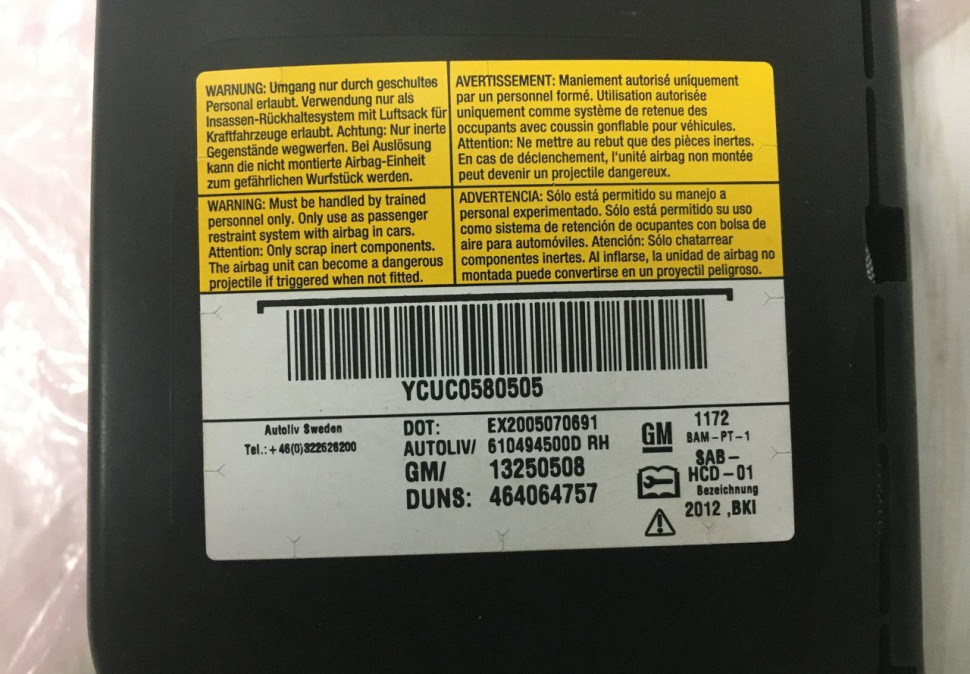 WARNUNG: Umgang nur durch geschultes
Personal erlaubt. Verwendung nur als
Insassen-Rückhaltesystem mit Luftsack für
Kraftfahrzeuge erlaubt. Achtung: Nur inerte
Gegenstände wegwerfen. Bei Auslösung
kann die nicht montierte Airbag-Einheit
zum gefährlichen Wurfstück werden.
AVERTISSEMENT: Maniement autorisé uniquement
par un personnel formé. Utilisation autorisée
uniquement comme système de retenue des
occupants avec coussin gonflable pour véhicules.
Attention: Ne mettre au rebut que des pièces inertes.
En cas de déclenchement, l'unité airbag non montée
peut devenir un projectile dangereux.
WARNING: Must be handled by trained
personnel only. Only use as passenger
restraint system with airbag in cars.
Attention: Only scrap inert components.
The airbag unit can become a dangerous
projectile if triggered when not fitted.
ADVERTENCIA: Sólo está permitido su manejo a
personal experimentado. Sólo está permitido su uso
como sistema de retención de ocupantes con bolsa de
aire para automóviles. Atención: Sólo chatarrear
componentes inertes. Al inflarse, la unidad de airbag no
montada puede convertirse en un proyectil peligroso.
YCUC0580505
Autoliv Sweden
Tel.:+46(0)322626200
DOT: EX2005070691
AUTOLIV/ 610494500D RH
GM/ 13250508
DUNS: 464064757
GM
1172
BAM-PT-1
SAB-
HCD-01
Bezeichnung
2012 ,BKI